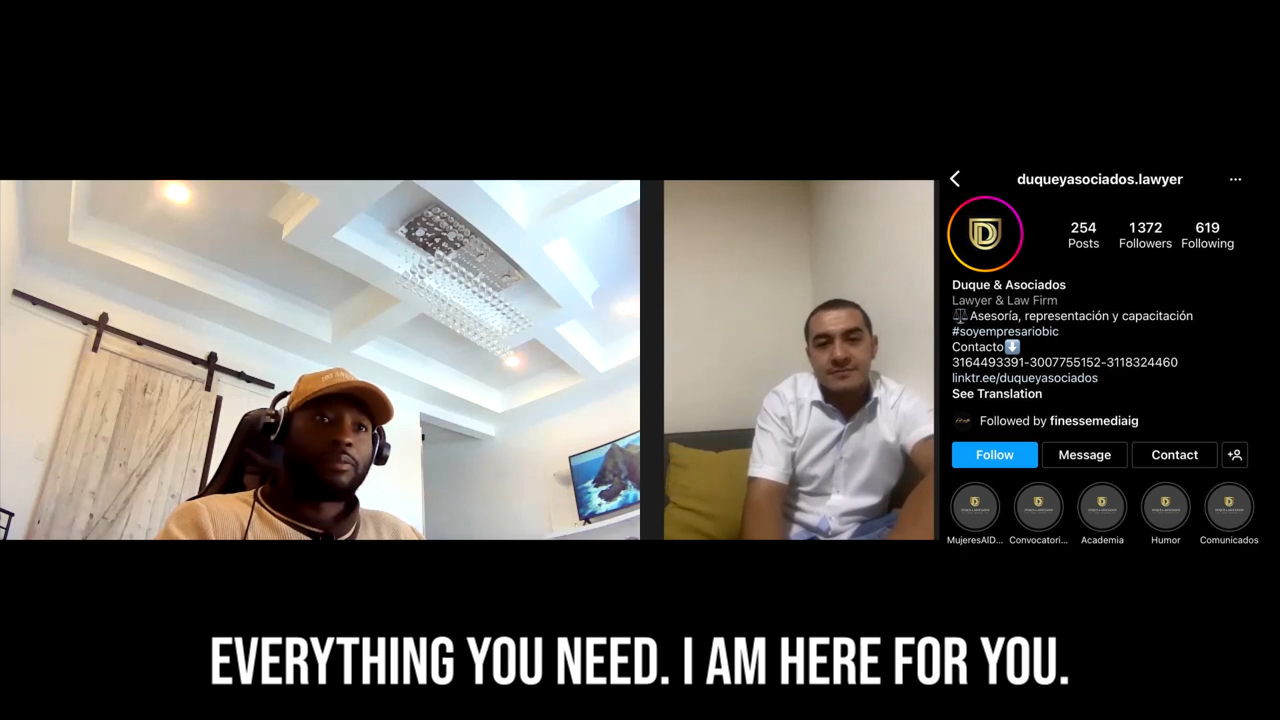 duqueyasociados.lawyer
254 1372 619
Posts Followers Following
Duque & Asociados
Lawyer & Law Firm
Asesoría, representación y capacitación
#soyempresariobic
Contacto
3164493391-3007755152-3118324460
linktr.ee/duqueyasociados
See Translation
Followed by finessemediaig
Follow Message Contact
MujeresAlD... Convocatori... Academia Humor Comunicados
EVERYTHING YOU NEED. I AM HERE FOR YOU.